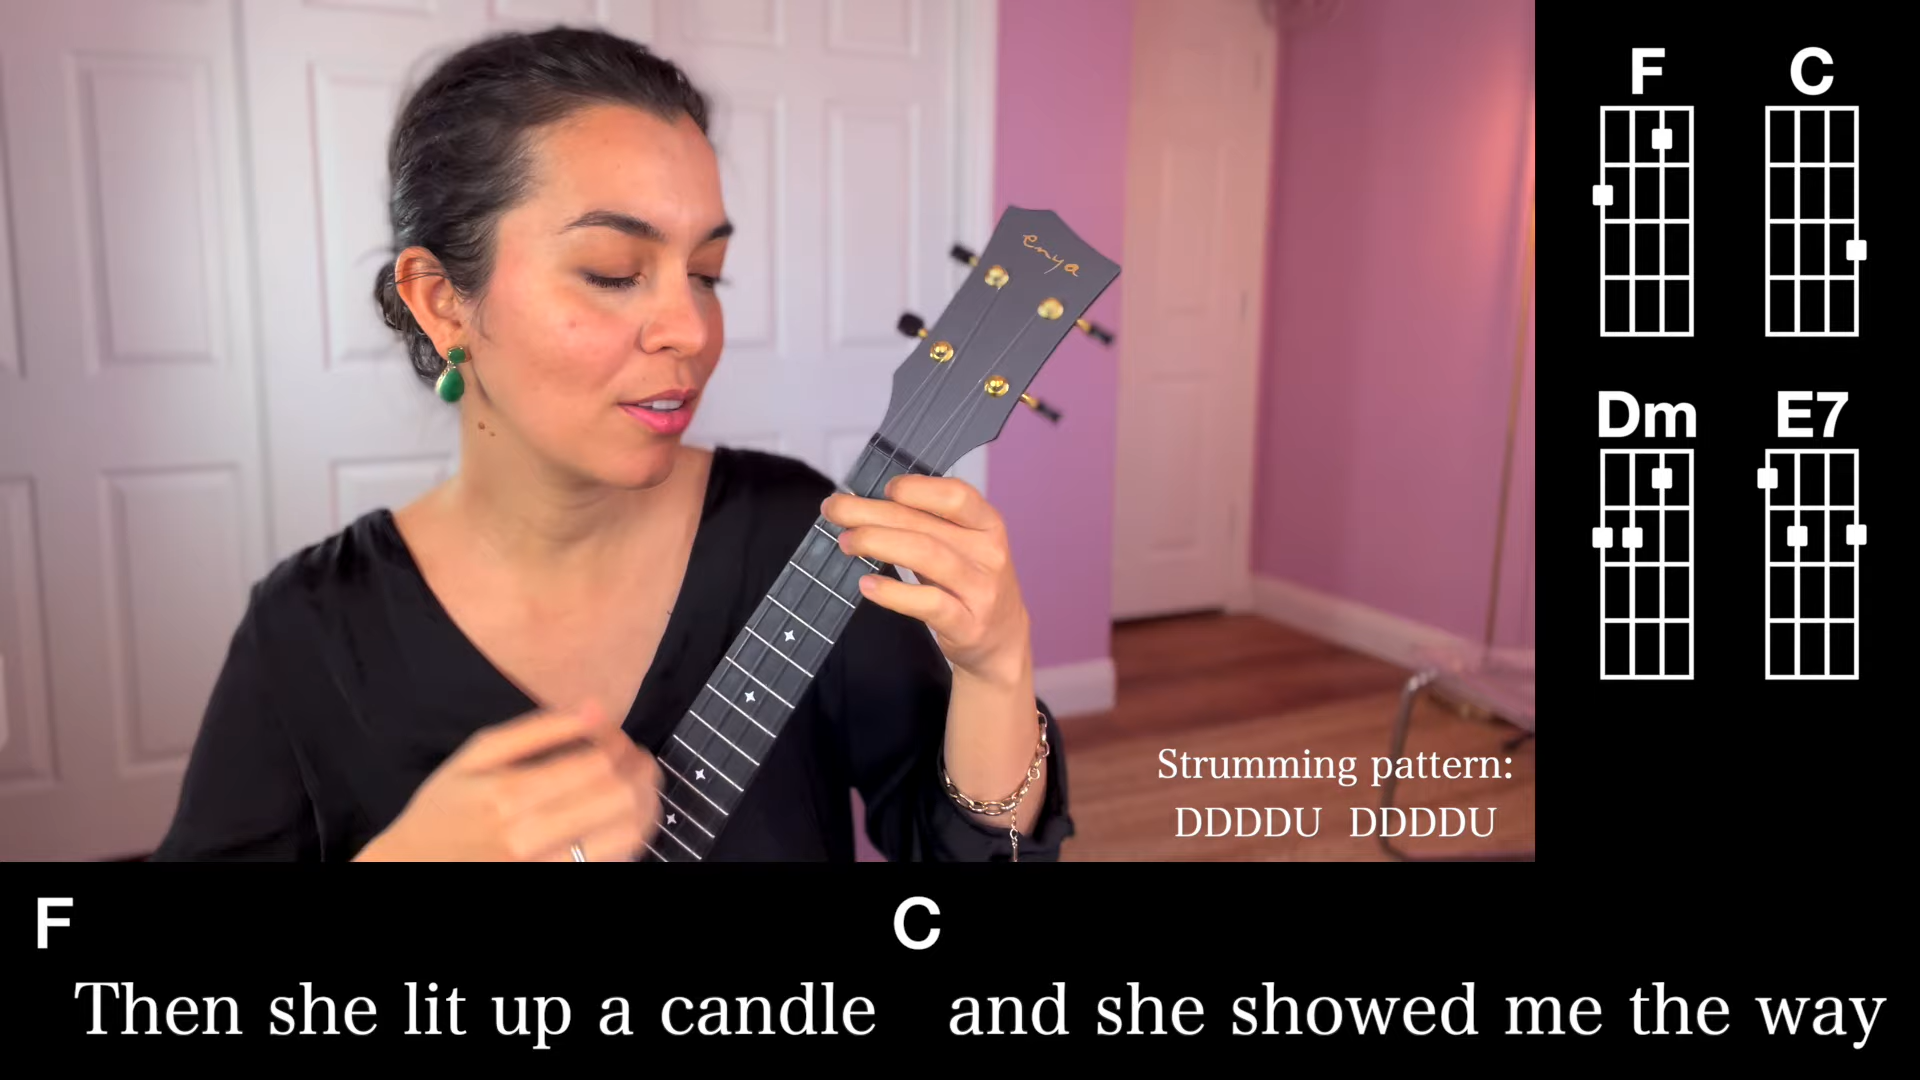 F C
Dm E7
enya
Strumming pattern:
DDDDU DDDDU
F C
Then she lit up a candle and she showed me the way